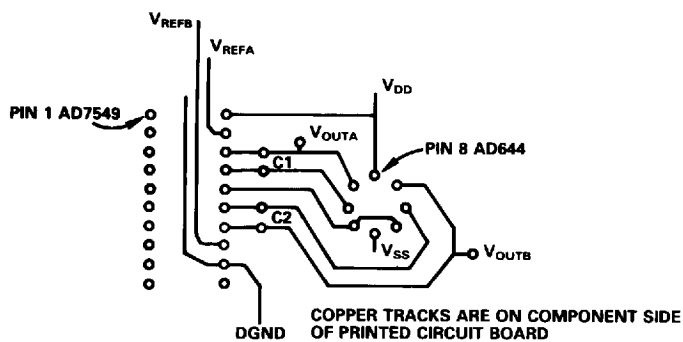 VREFB
VREFA
VDD
PIN 1 AD7549
VOUTA
PIN 8 AD644
C1
C2
VSS
VOUTB
DGND
COPPER TRACKS ARE ON COMPONENT SIDE
OF PRINTED CIRCUIT BOARD